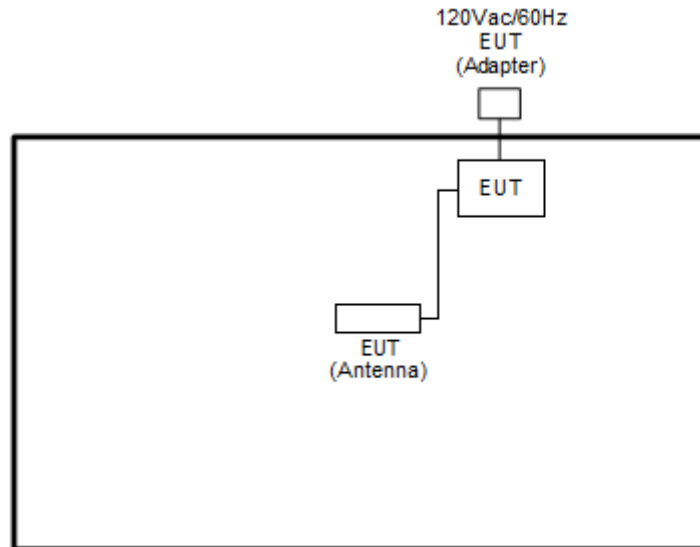 120Vac/60Hz
EUT
(Adapter)
EUT
EUT
(Antenna)